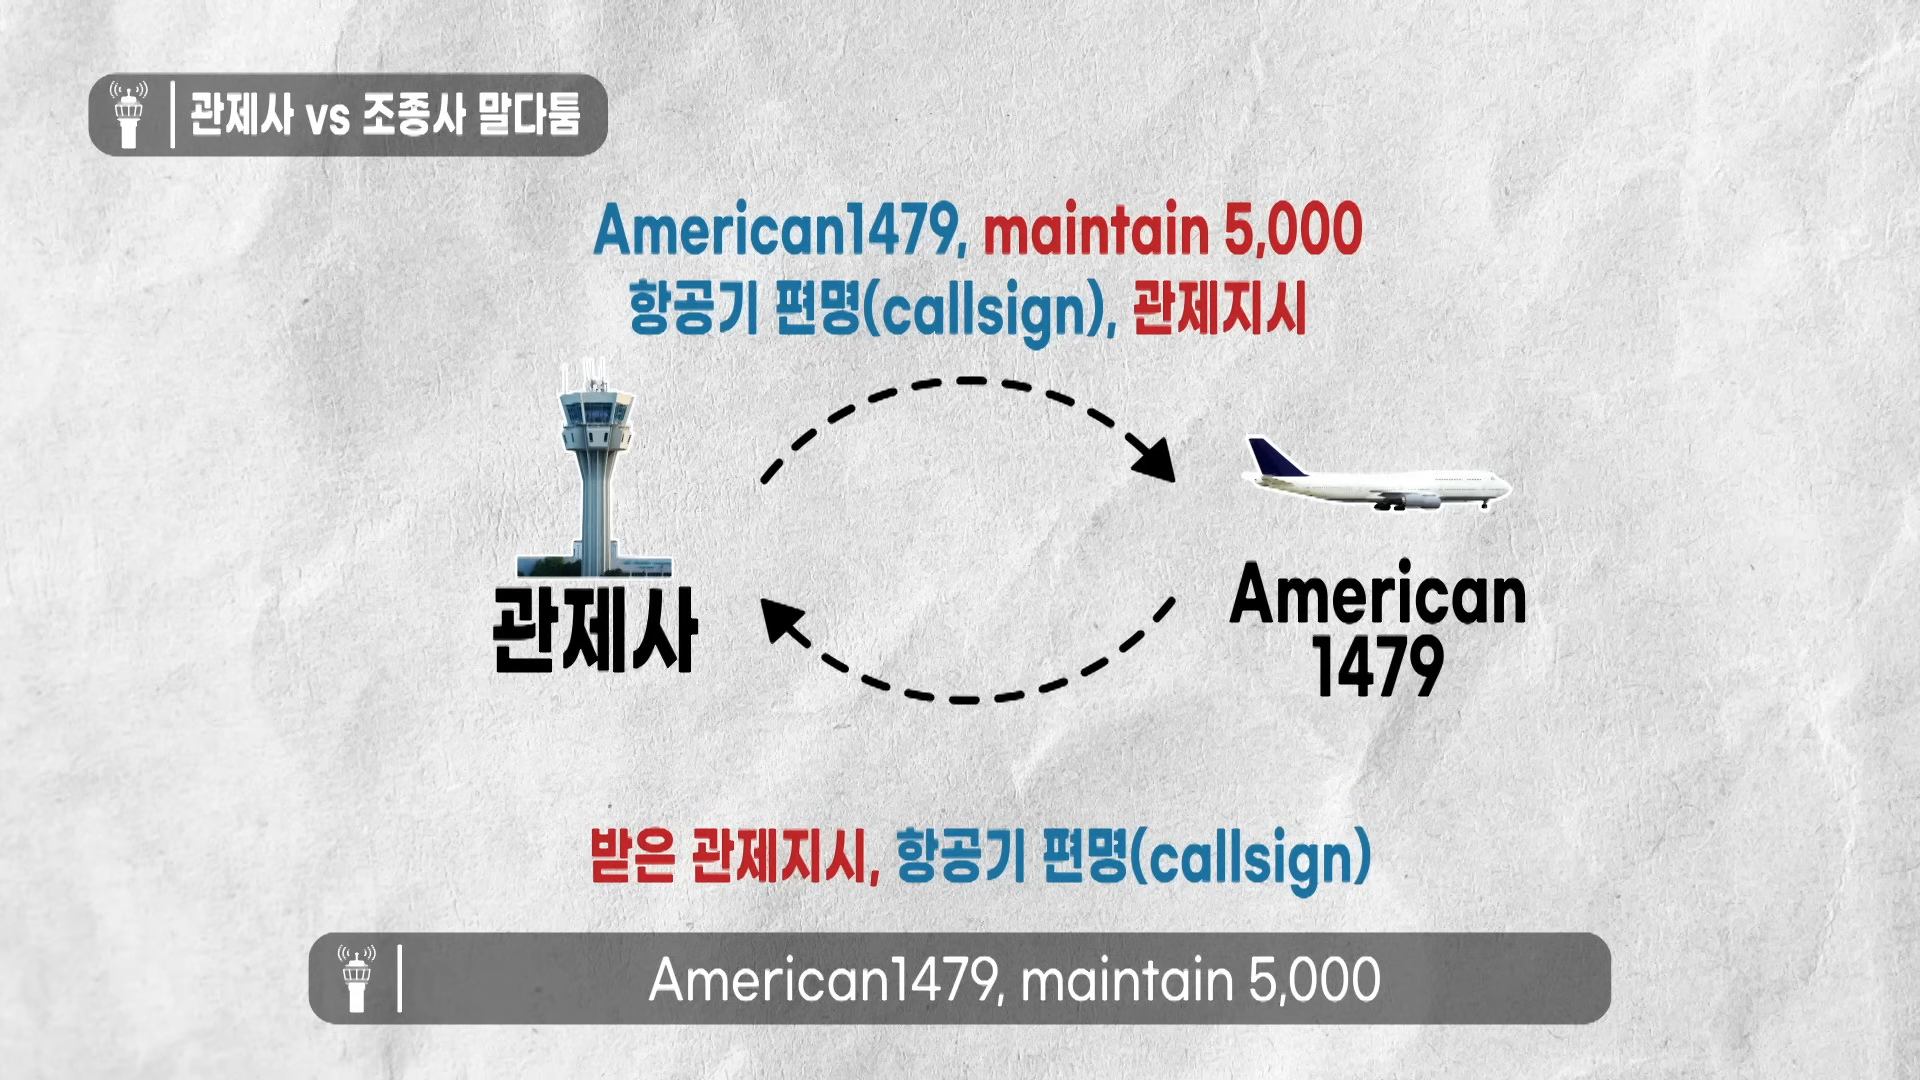 관제사 vs 조종사 말다툼
American1479, maintain 5,000
항공기 편명(callsign), 관제지시
관제사
American
1479
받은 관제지시, 항공기 편명(callsign)
American1479, maintain 5,000